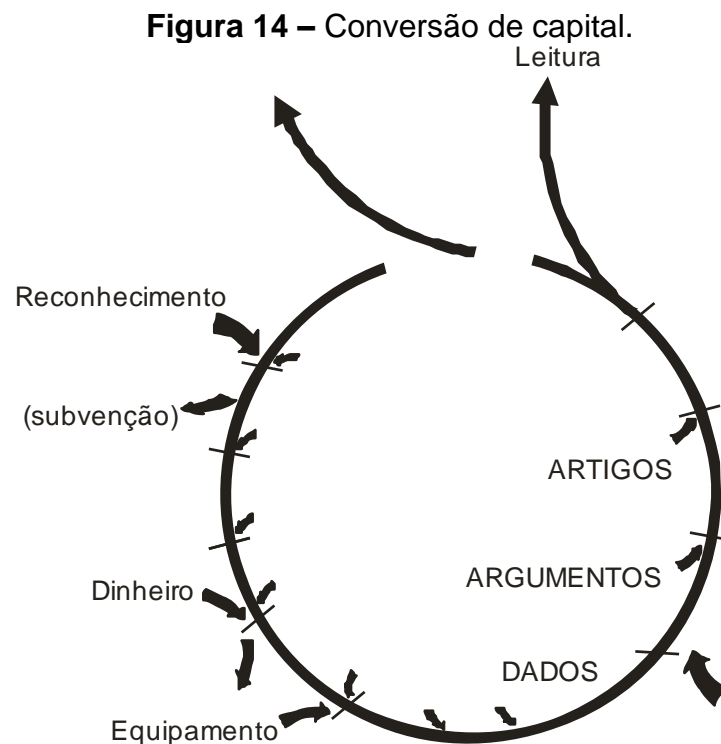 Figura 14 – Conversão de capital.
Leitura
Reconhecimento
(subvenção)
ARTIGOS
ARGUMENTOS
Dinheiro
DADOS
Equipamento